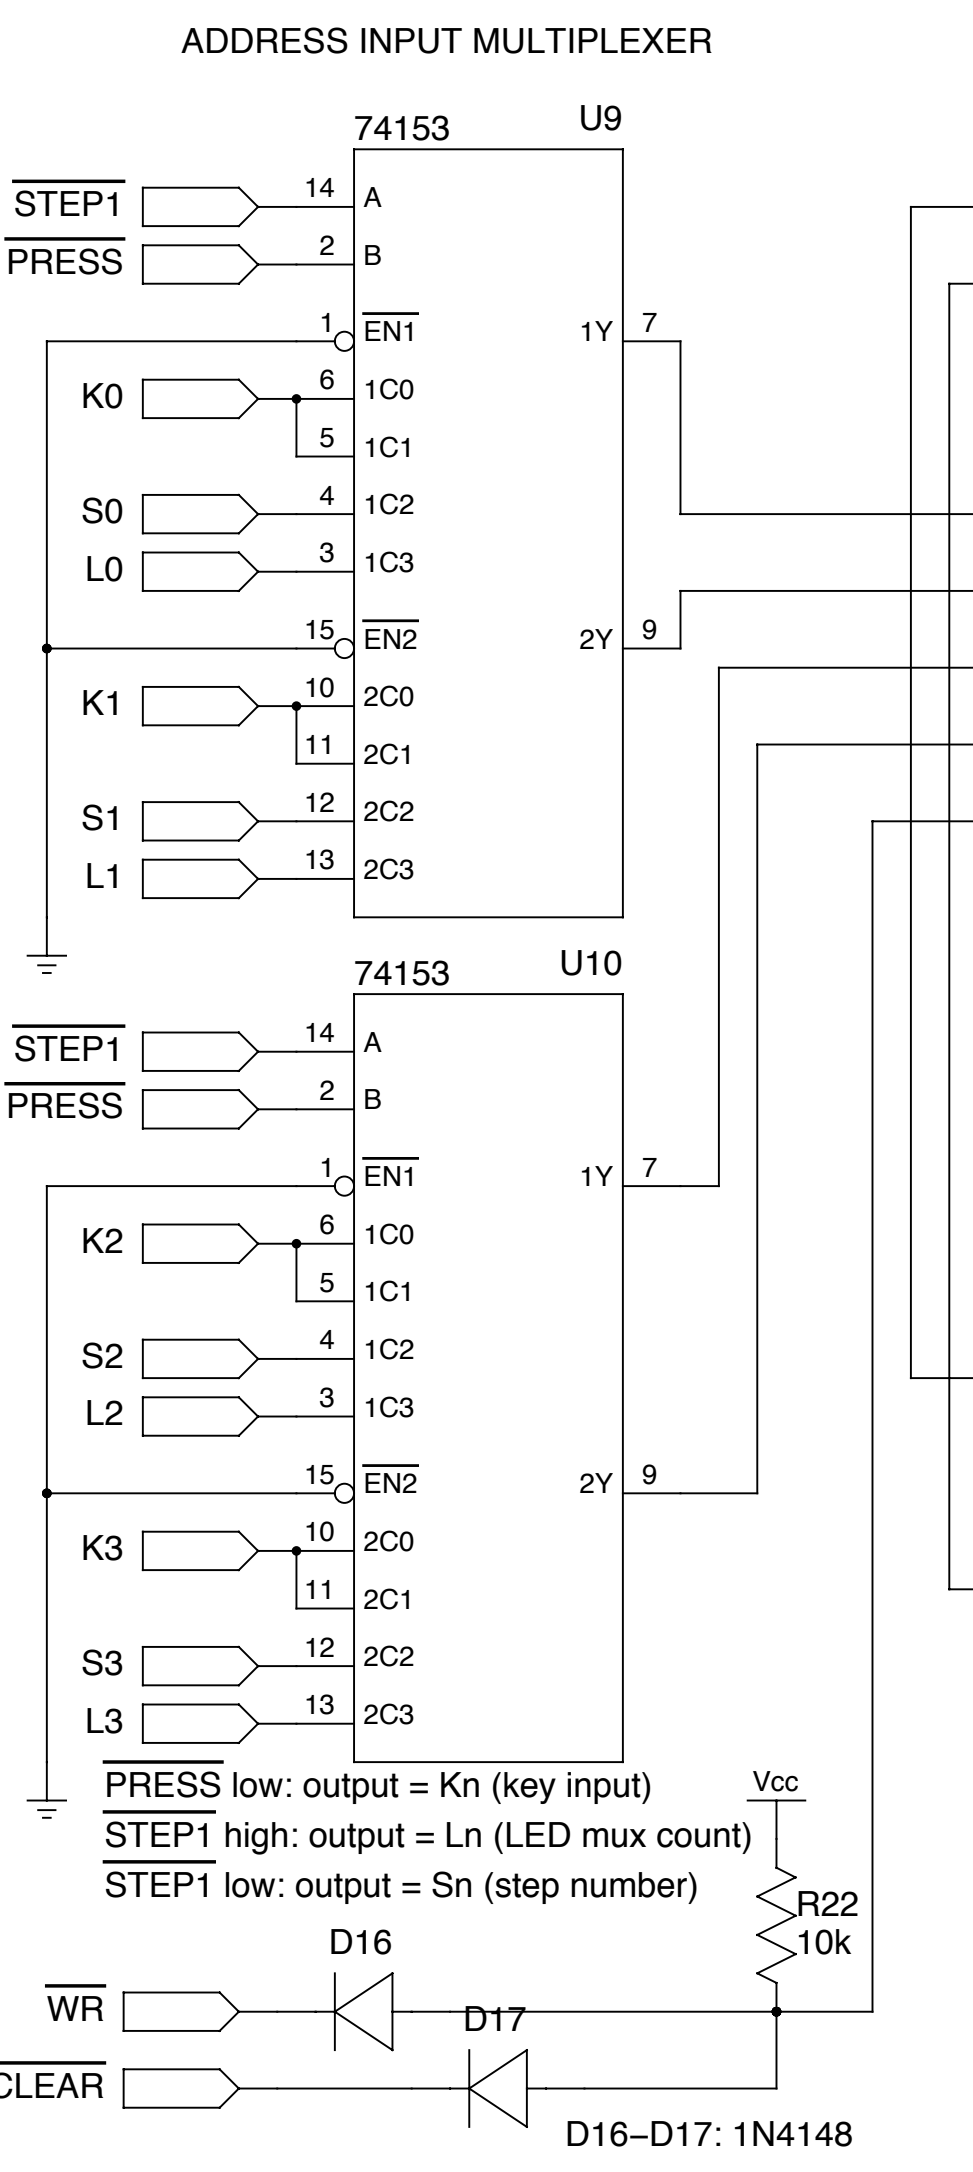 ADDRESS INPUT MULTIPLEXER
74153 U9
STEP1 14 A
PRESS 2 B
1 EN1 1Y 7
K0 6 1C0
5 1C1
S0 4 1C2
L0 3 1C3
15 EN2 2Y 9
K1 10 2C0
11 2C1
S1 12 2C2
L1 13 2C3
74153 U10
STEP1 14 A
PRESS 2 B
1 EN1 1Y 7
K2 6 1C0
5 1C1
S2 4 1C2
L2 3 1C3
15 EN2 2Y 9
K3 10 2C0
11 2C1
S3 12 2C2
L3 13 2C3
PRESS low: output = Kn (key input)
STEP1 high: output = Ln (LED mux count)
STEP1 low: output = Sn (step number)
Vcc
R22
10k
D16
WR
D17
CLEAR
D16–D17: 1N4148